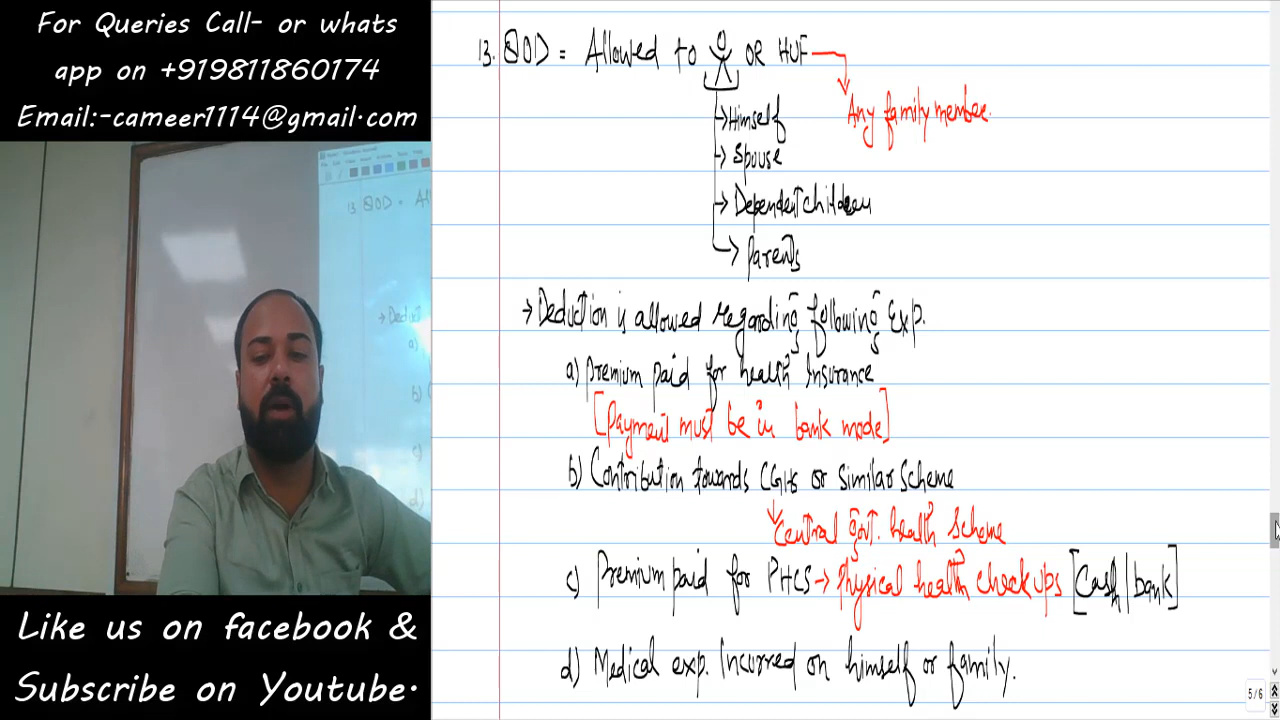 For Queries Call- or whats
app on +919811860174
Email:-cameer1114@gmail.com
Like us on facebook &
Subscribe on Youtube.
13. 80D = Allowed to OR HUF
→ Any family member.
→ Himself
→ Spouse
→ Dependent children
→ Parents
→ Deduction is allowed regarding following Exp.
a) Premium paid for health Insurance
[Payment must be in bank mode]
b) Contribution towards CGHS or Similar Scheme
Central Govt. health Scheme
c) Premium paid for PHCS → Physical health check ups [Cash/bank]
d) Medical exp. Incurred on himself or family.
5/6